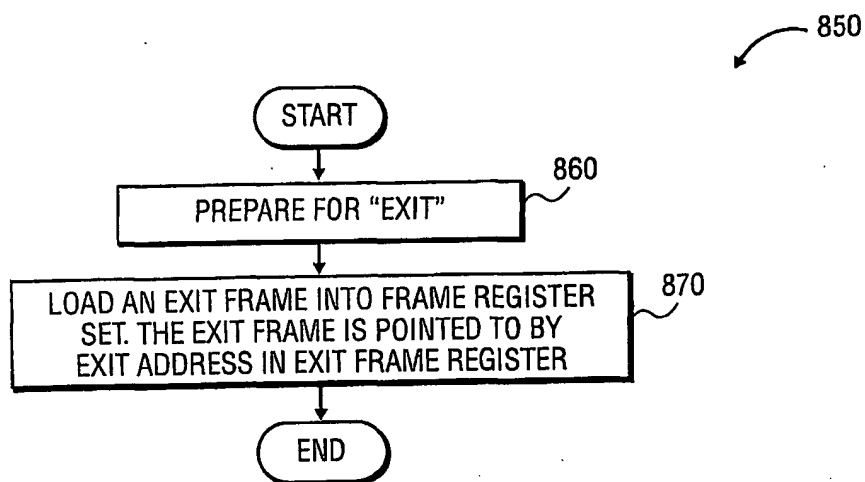 850
START
860
PREPARE FOR “EXIT”
870
LOAD AN EXIT FRAME INTO FRAME REGISTER
SET. THE EXIT FRAME IS POINTED TO BY
EXIT ADDRESS IN EXIT FRAME REGISTER
END